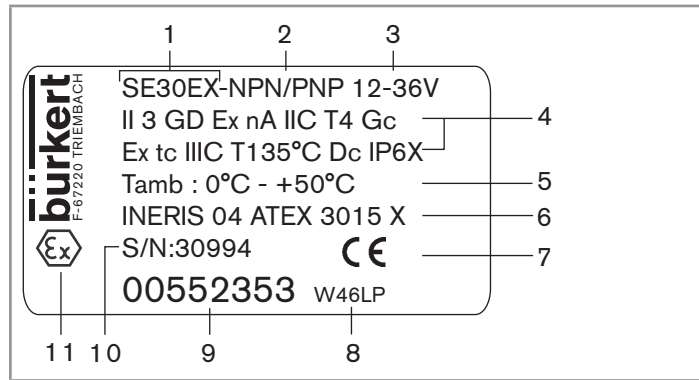 1 2 3
bürkert
F-67220 TRIEMBACH
SE30EX-NPN/PNP 12-36V
II 3 GD Ex nA IIC T4 Gc
4
Ex tc IIIC T135°C Dc IP6X
Tamb : 0°C - +50°C 5
INERIS 04 ATEX 3015 X 6
Ex
S/N:30994 CE 7
00552353 W46LP
11 10 9 8